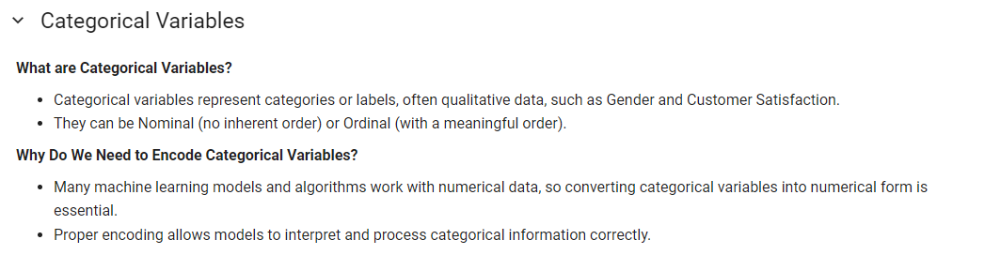 Categorical Variables
What are Categorical Variables?
• Categorical variables represent categories or labels, often qualitative data, such as Gender and Customer Satisfaction.
• They can be Nominal (no inherent order) or Ordinal (with a meaningful order).
Why Do We Need to Encode Categorical Variables?
• Many machine learning models and algorithms work with numerical data, so converting categorical variables into numerical form is
essential.
• Proper encoding allows models to interpret and process categorical information correctly.